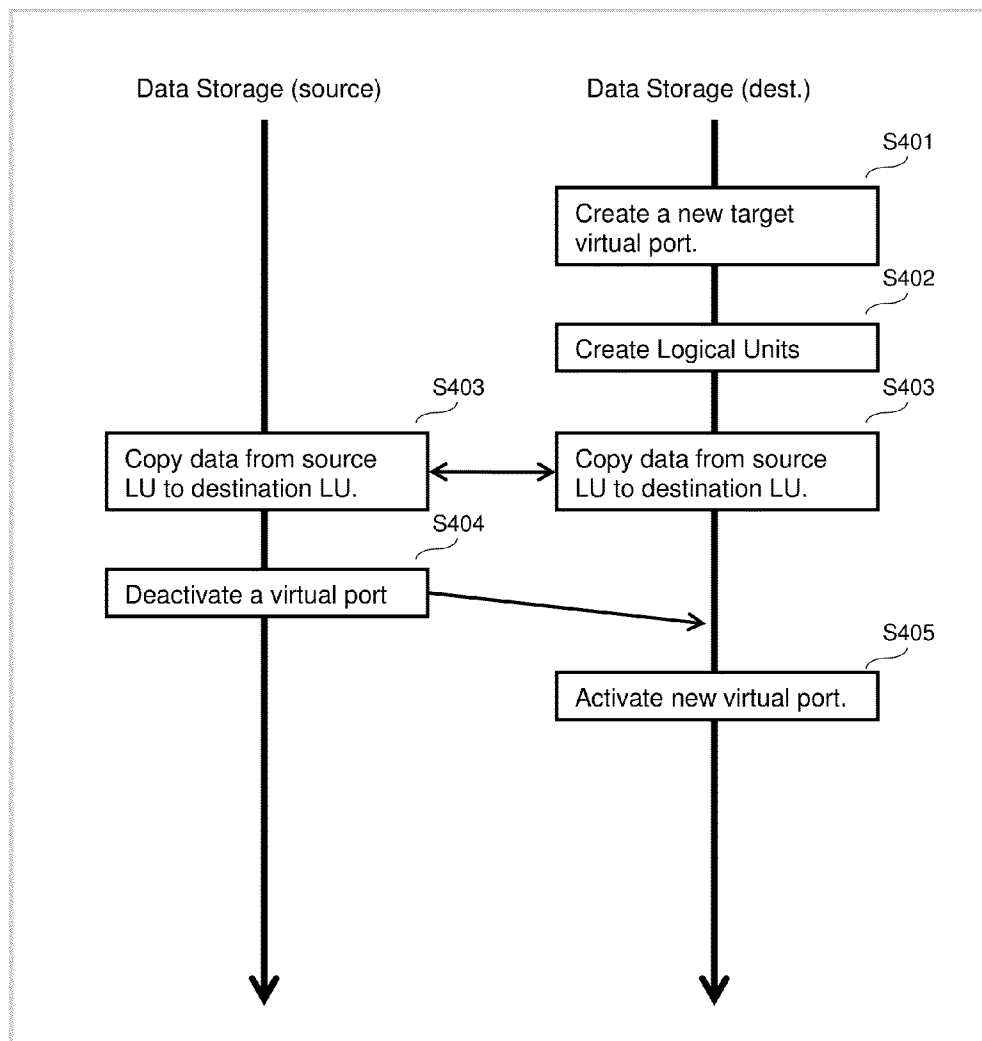 Data Storage (source)
Data Storage (dest.)
S401
Create a new target
virtual port.
S402
Create Logical Units
S403
Copy data from source
LU to destination LU.
S403
Copy data from source
LU to destination LU.
S404
Deactivate a virtual port
S405
Activate new virtual port.